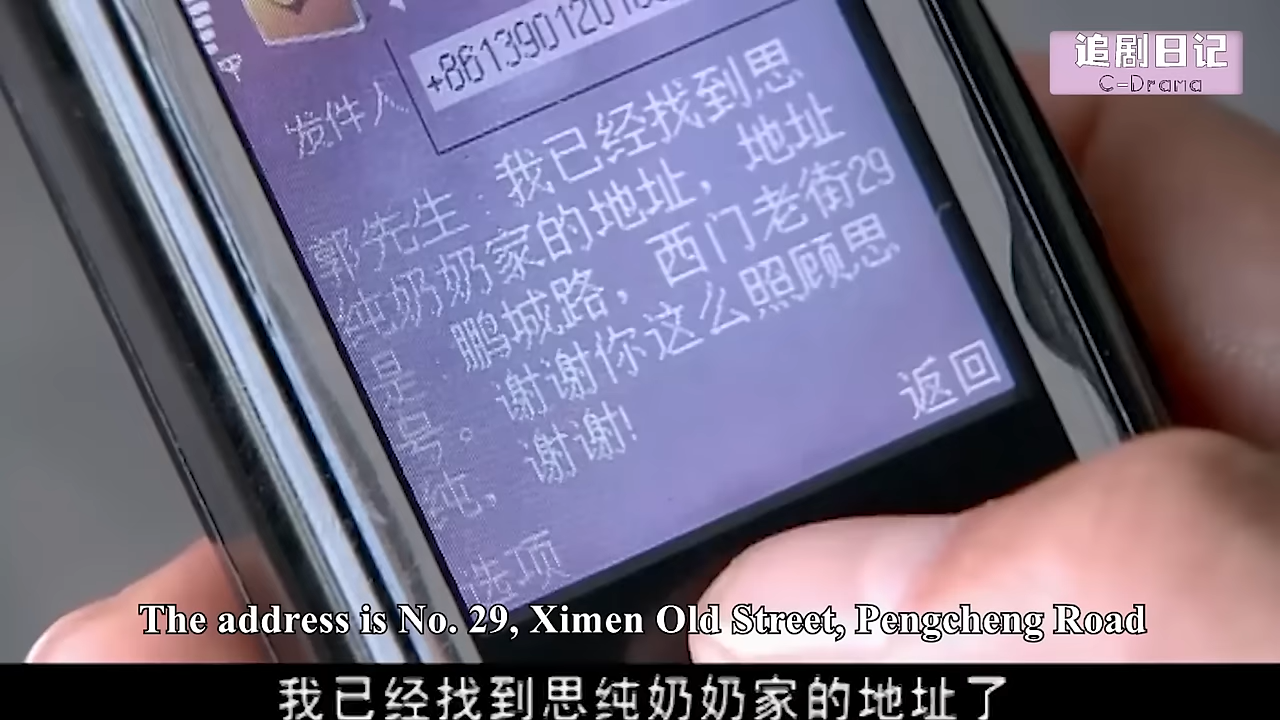 追剧日记
C-Drama
发件人
郭先生:我已经找到思
纯奶奶家的地址,地址
是:鹏城路,西门老街29
号。谢谢你这么照顾思
纯,谢谢!
选项
返回
The address is No. 29, Ximen Old Street, Pengcheng Road
我已经找到思纯奶奶家的地址了